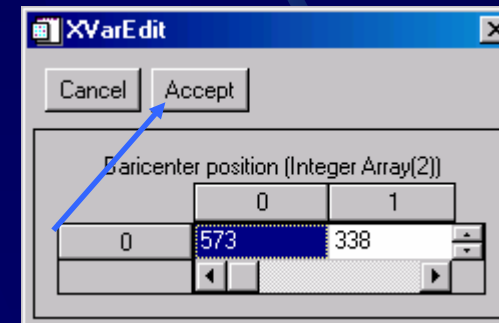 XVarEdit
Cancel Accept
Baricenter position (Integer Array(2))
0 1
0 573 338